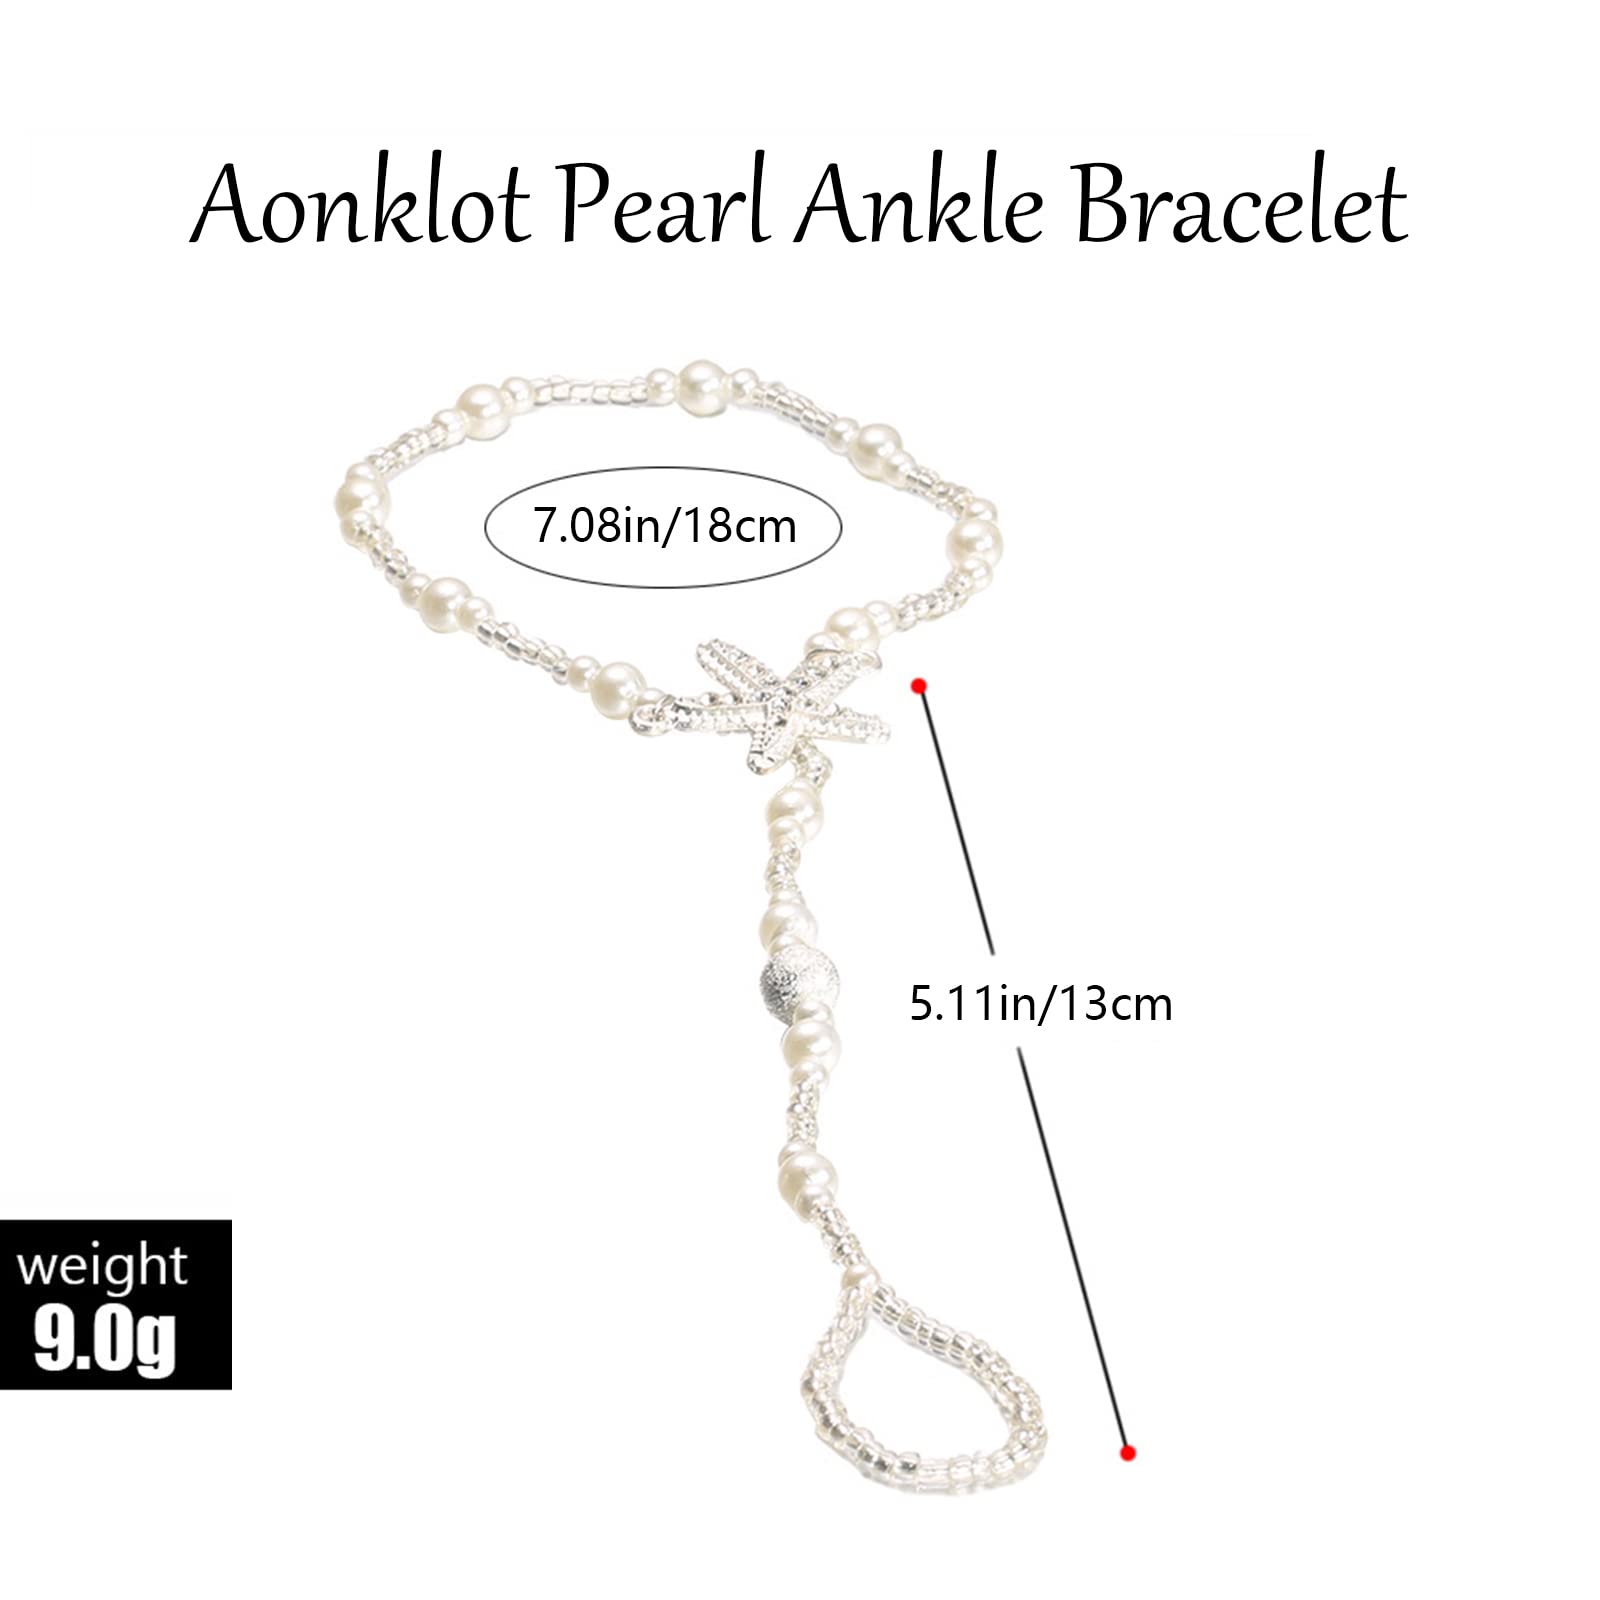 Aonklot Pearl Ankle Bracelet
7.08in/18cm
5.11in/13cm
weight
9.0g